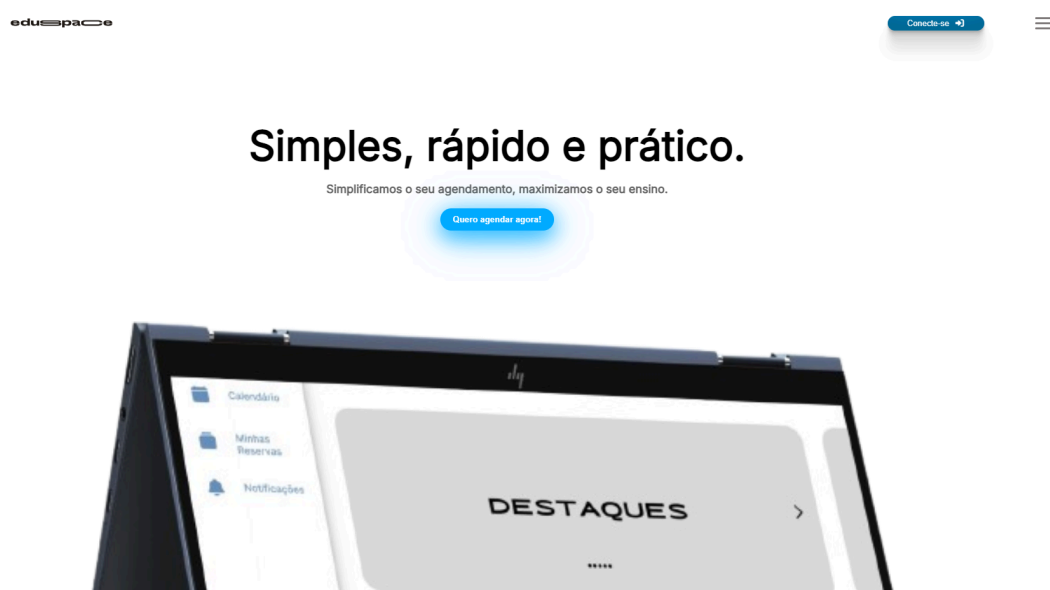 eduspace
Conecte-se
Simples, rápido e prático.
Simplificamos o seu agendamento, maximizamos o seu ensino.
Quero agendar agora!
hp
Calendário
Minhas
Reservas
Notificações
DESTAQUES